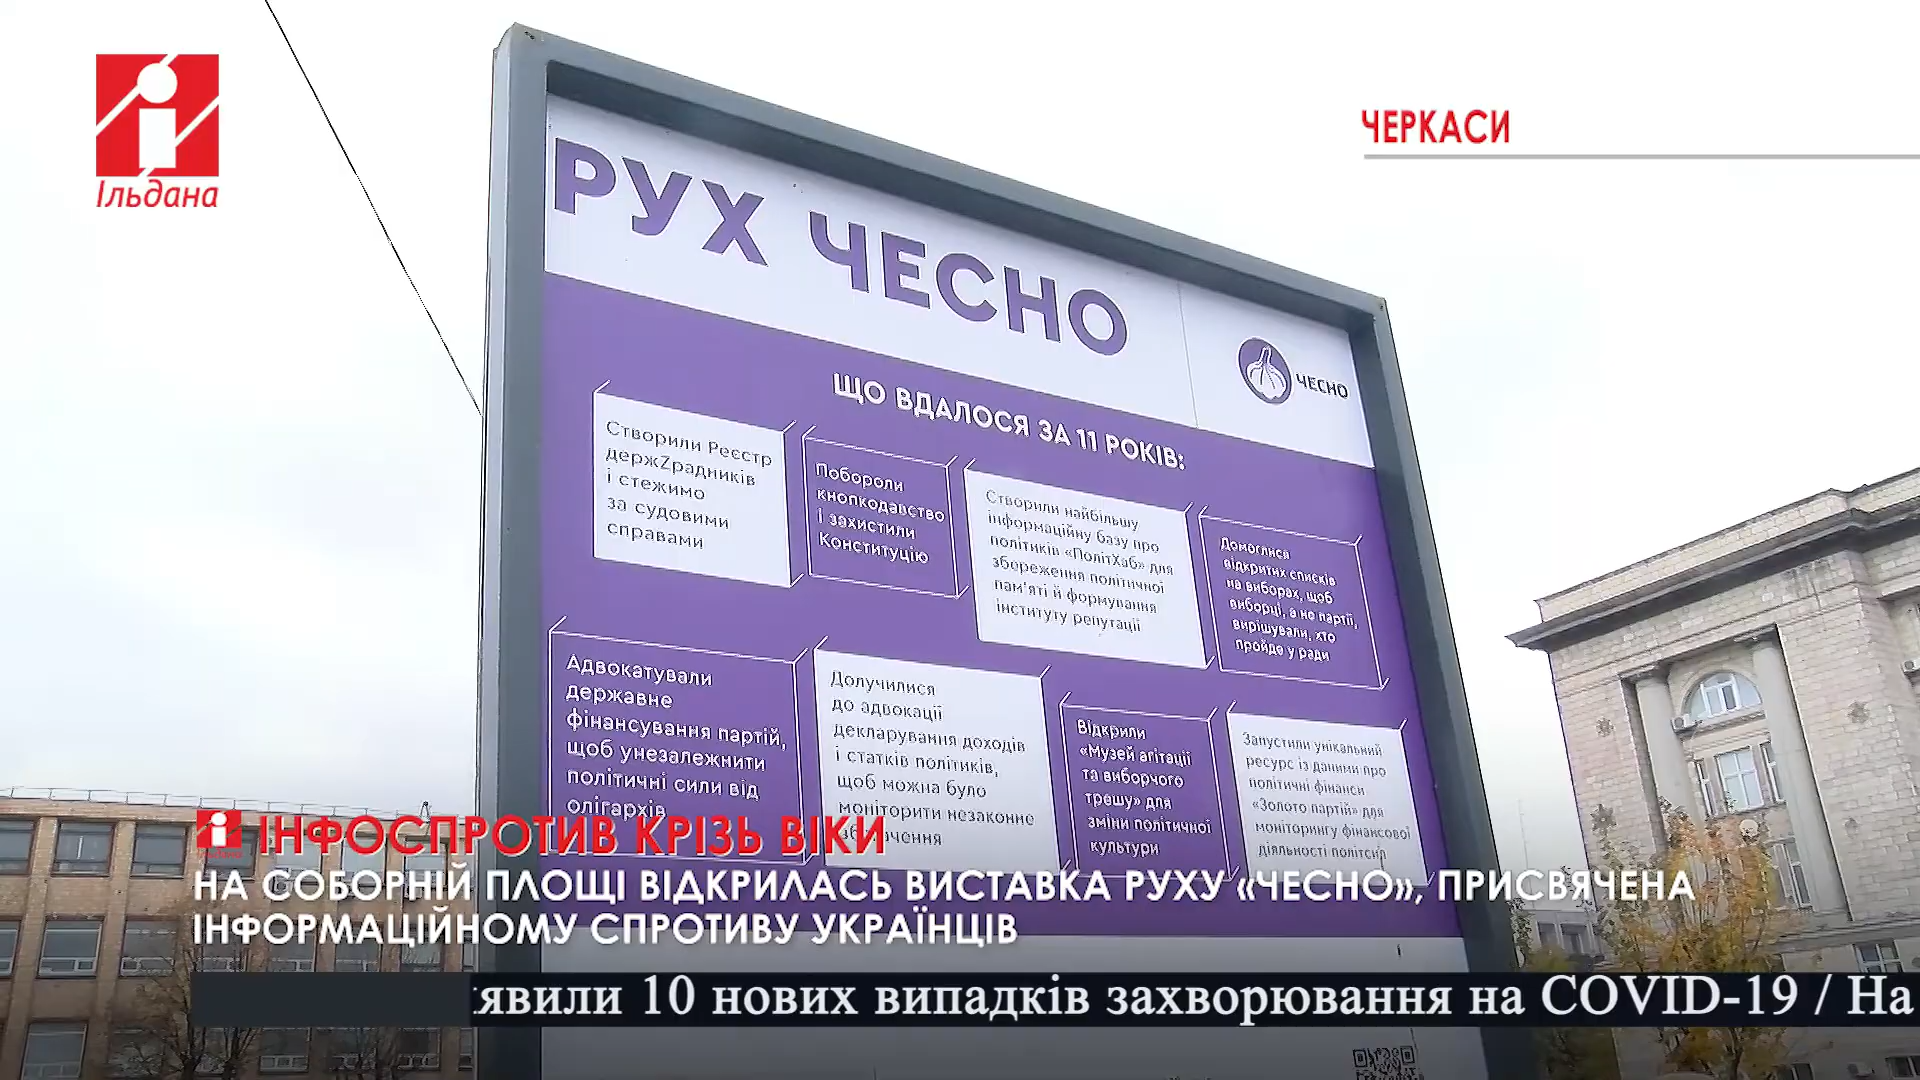 Ільдана
ЧЕРКАСИ
РУХ ЧЕСНО
ЧЕСНО
ЩО ВДАЛОСЯ ЗА 11 РОКІВ:
Створили Реєстр
держZрадників
і стежимо
за судовими
справами
Побороли
кнопкодавство
і захистили
Конституцію
Створили найбільшу
інформаційну базу про
політиків «ПолітХаб» для
збереження політичної
пам'яті й формування
інституту репутації
Домоглися
відкритих списків
на виборах, щоб
виборці, а не партії,
вирішували, хто
пройде у ради
Адвокатували
державне
фінансування партій,
щоб унезалежнити
політичні сили від
олігархів
Долучилися
до адвокації
декларування доходів
і статків політиків,
щоб можна було
моніторити незаконне
Відкрили
«Музей агітації
та виборчого
трешу» для
зміни політичної
культури
Запустили унікальний
ресурс із даними про
політичні фінанси
«Золото партій» для
моніторингу фінансової
діяльності політсил
ІНФОСПРОТИВ КРІЗЬ ВІКИ
НА СОБОРНІЙ ПЛОЩІ ВІДКРИЛАСЬ ВИСТАВКА РУХУ «ЧЕСНО», ПРИСВЯЧЕНА
ІНФОРМАЦІЙНОМУ СПРОТИВУ УКРАЇНЦІВ
явили 10 нових випадків захворювання на COVID-19 / На